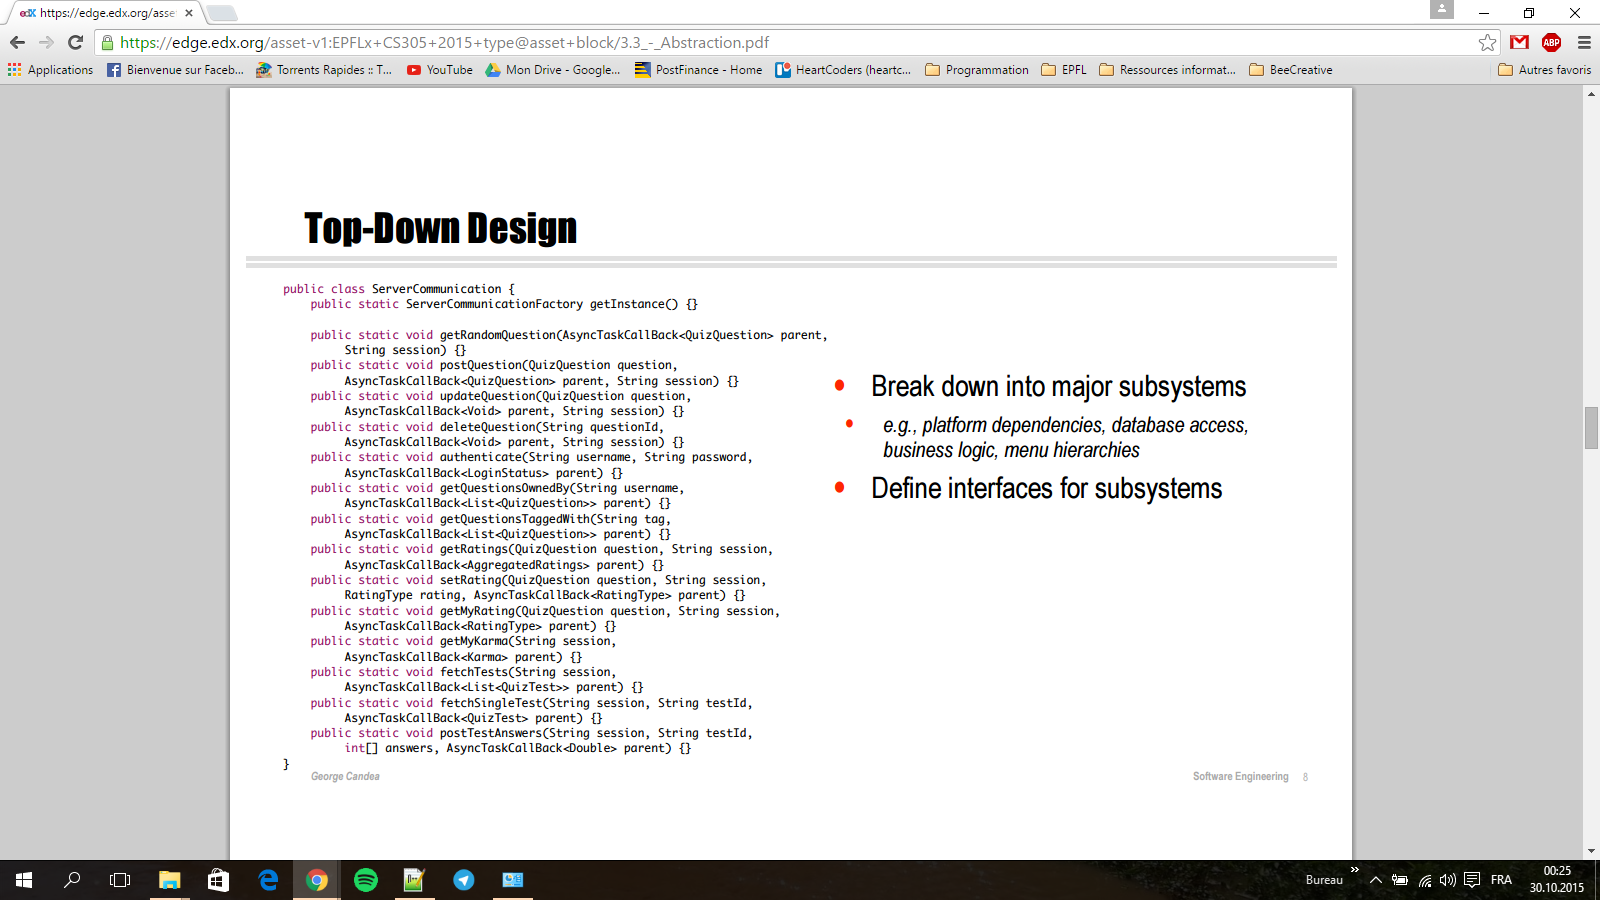 edX https://edge.edx.org/asse
https://edge.edx.org/asset-v1:EPFLx+CS305+2015+type@asset+block/3.3_-_Abstraction.pdf
ABP
Applications
Bienvenue sur Faceb...
Torrents Rapides :: T...
YouTube
Mon Drive - Google...
PostFinance - Home
HeartCoders (heartc...
Programmation
EPFL
Ressources informat...
BeeCreative
Autres favoris
Top-Down Design
public class ServerCommunication {
public static ServerCommunicationFactory getInstance() {}
public static void getRandomQuestion(AsyncTaskCallBack<QuizQuestion> parent,
String session) {}
public static void postQuestion(QuizQuestion question,
AsyncTaskCallBack<QuizQuestion> parent, String session) {}
public static void updateQuestion(QuizQuestion question,
AsyncTaskCallBack<Void> parent, String session) {}
public static void deleteQuestion(String questionId,
AsyncTaskCallBack<Void> parent, String session) {}
public static void authenticate(String username, String password,
AsyncTaskCallBack<LoginStatus> parent) {}
public static void getQuestionsOwnedBy(String username,
AsyncTaskCallBack<List<QuizQuestion>> parent) {}
public static void getQuestionsTaggedWith(String tag,
AsyncTaskCallBack<List<QuizQuestion>> parent) {}
public static void getRatings(QuizQuestion question, String session,
AsyncTaskCallBack<AggregatedRatings> parent) {}
public static void setRating(QuizQuestion question, String session,
RatingType rating, AsyncTaskCallBack<RatingType> parent) {}
public static void getMyRating(QuizQuestion question, String session,
AsyncTaskCallBack<RatingType> parent) {}
public static void getMyKarma(String session,
AsyncTaskCallBack<Karma> parent) {}
public static void fetchTests(String session,
AsyncTaskCallBack<List<QuizTest>> parent) {}
public static void fetchSingleTest(String session, String testId,
AsyncTaskCallBack<QuizTest> parent) {}
public static void postTestAnswers(String session, String testId,
int[] answers, AsyncTaskCallBack<Double> parent) {}
}
• Break down into major subsystems
• e.g., platform dependencies, database access,
business logic, menu hierarchies
• Define interfaces for subsystems
George Candea
Software Engineering 8
Bureau
FRA
00:25
30.10.2015